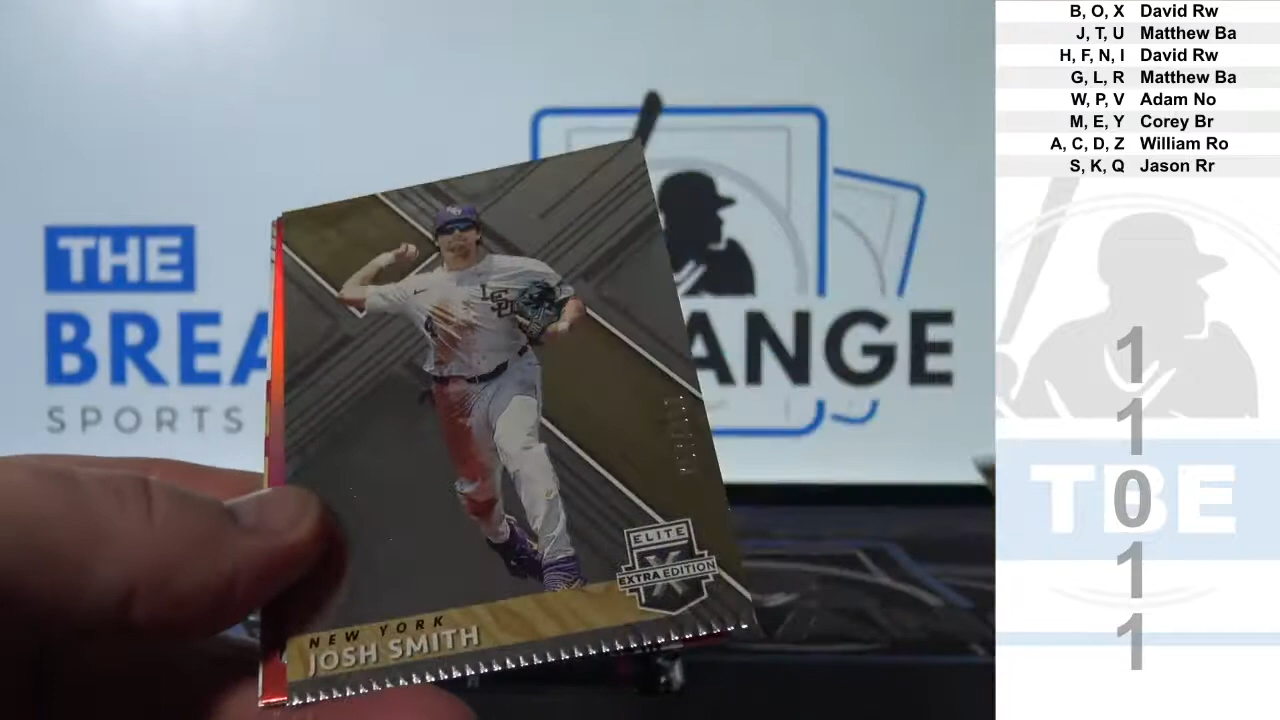 B, O, X David Rw
J, T, U Matthew Ba
H, F, N, I David Rw
G, L, R Matthew Ba
W, P, V Adam No
M, E, Y Corey Br
A, C, D, Z William Ro
S, K, Q Jason Rr
THE
BREA
ANGE
SPORTS
LSU
ELITE
X
EXTRA EDITION
NEW YORK
JOSH SMITH
TBE
1
1
0
1
1